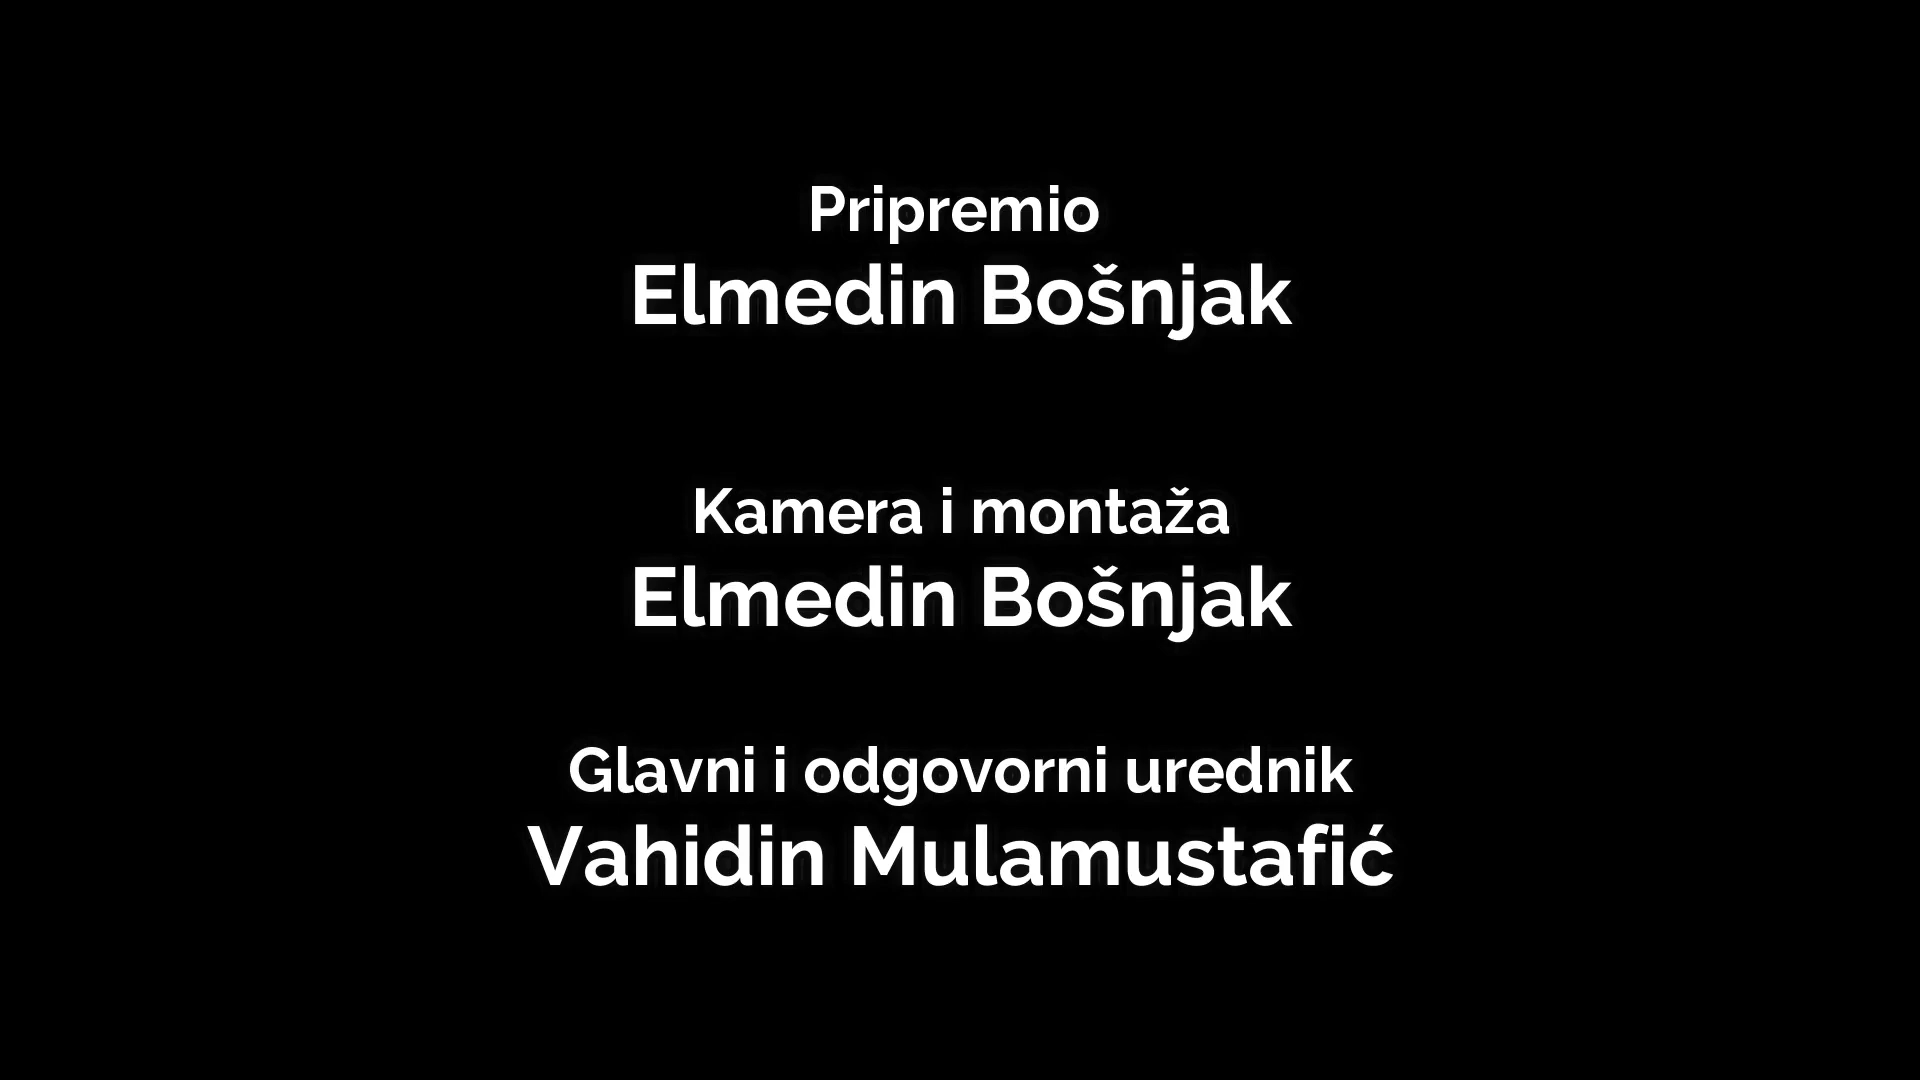 Pripremio
Elmedin Bošnjak
Kamera i montaža
Elmedin Bošnjak
Glavni i odgovorni urednik
Vahidin Mulamustafić